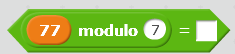 77 modulo 7 =